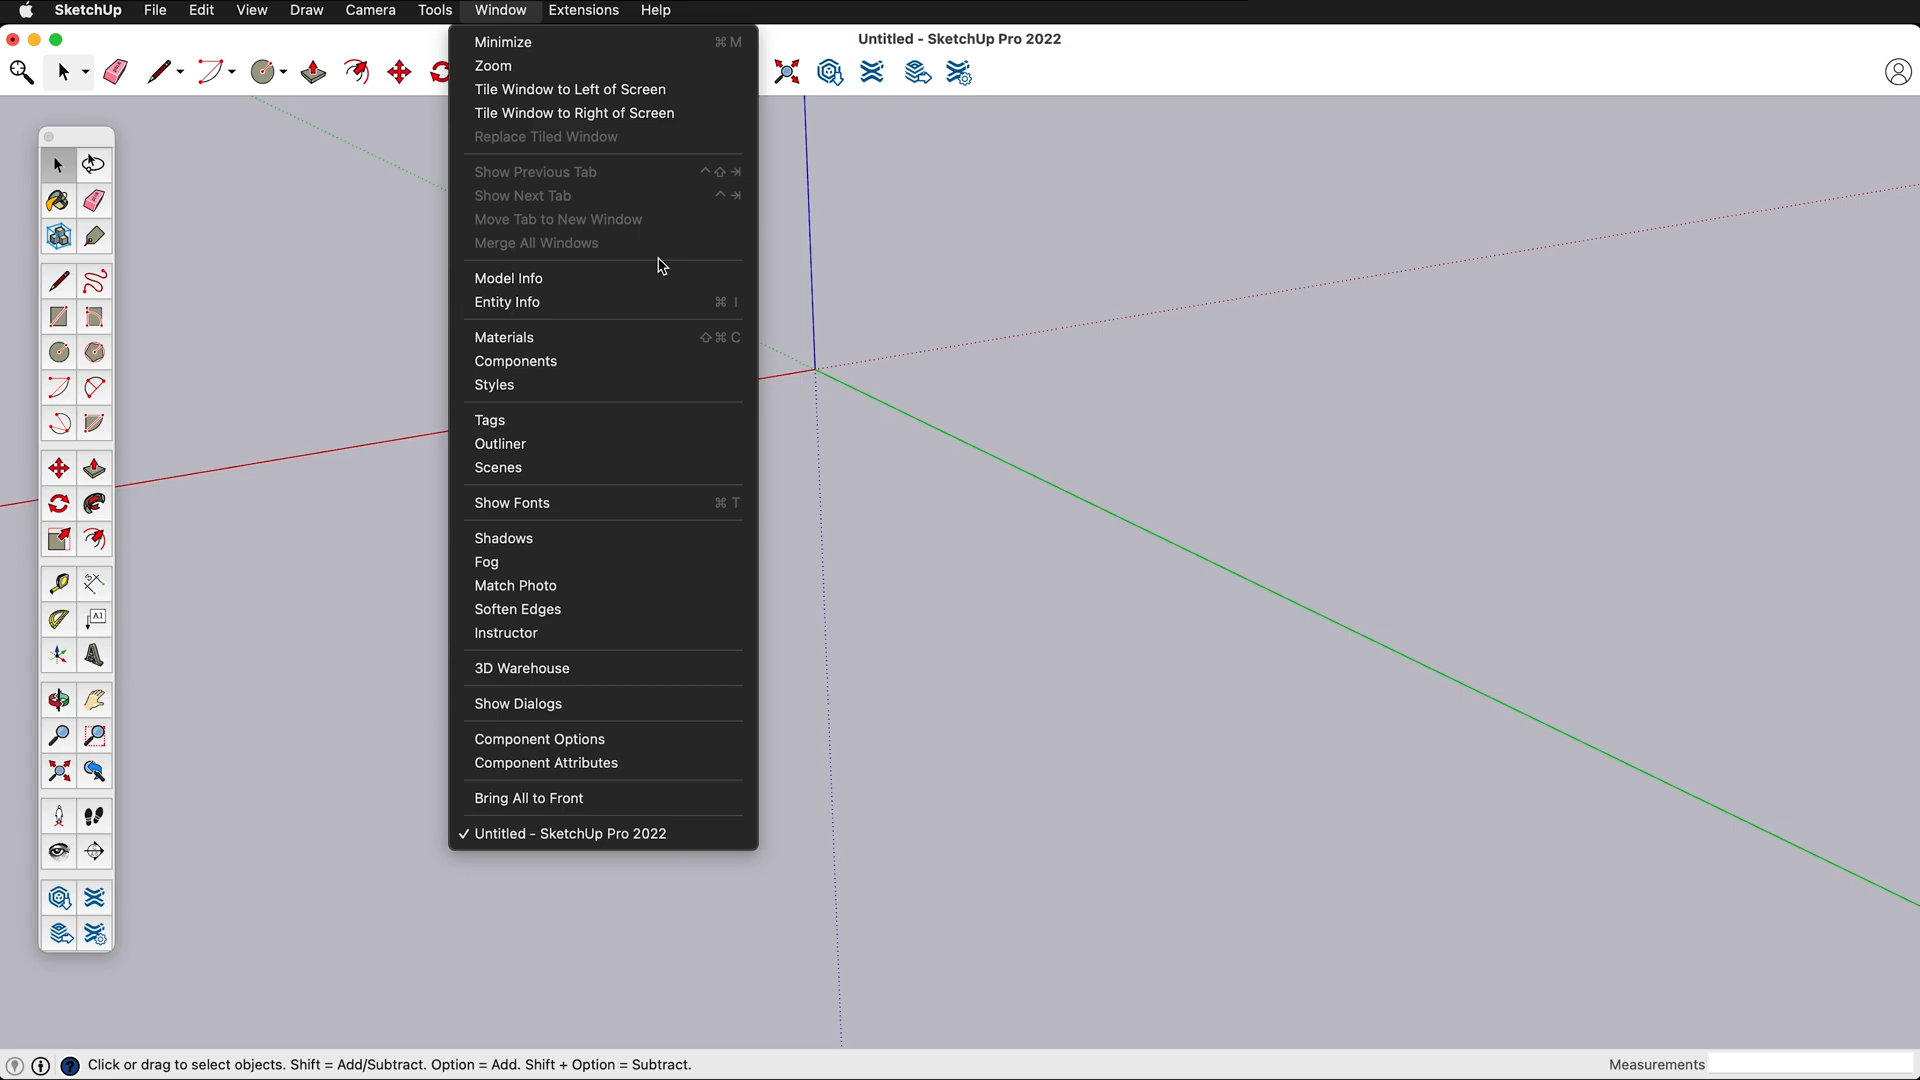 SketchUp File Edit View Draw Camera Tools Window Extensions Help
Untitled - SketchUp Pro 2022
Minimize ⌘ M
Zoom
Tile Window to Left of Screen
Tile Window to Right of Screen
Replace Tiled Window
Show Previous Tab ⌃⇧⇥
Show Next Tab ⌃⇥
Move Tab to New Window
Merge All Windows
Model Info
Entity Info ⌘ I
Materials ⇧⌘ C
Components
Styles
Tags
Outliner
Scenes
Show Fonts ⌘ T
Shadows
Fog
Match Photo
Soften Edges
Instructor
3D Warehouse
Show Dialogs
Component Options
Component Attributes
Bring All to Front
✓ Untitled - SketchUp Pro 2022
A1
Click or drag to select objects. Shift = Add/Subtract. Option = Add. Shift + Option = Subtract.
Measurements